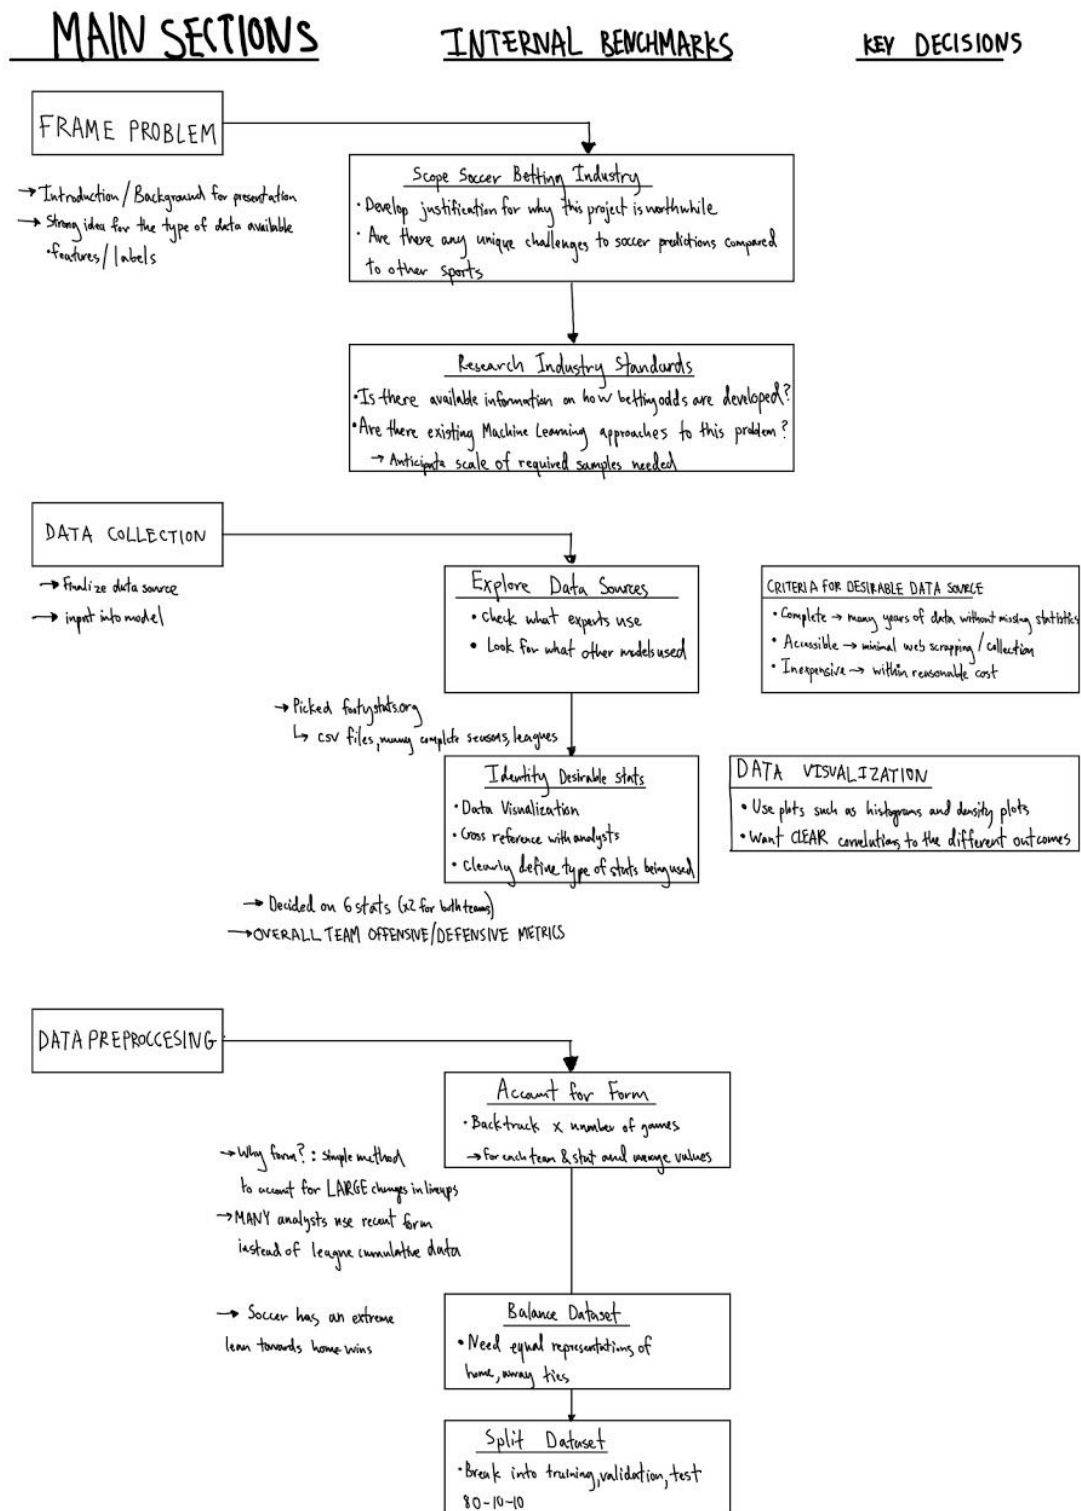 MAIN SECTIONS
INTERNAL BENCHMARKS
KEY DECISIONS
FRAME PROBLEM
→ Introduction/Background for presentation
→ Strong idea for the type of data available
• features/labels
Scope Soccer Betting Industry
• Develop justification for why this project is worthwhile
• Are there any unique challenges to soccer predictions compared
to other sports
Research Industry Standards
• Is there available information on how betting odds are developed?
• Are there existing Machine Learning approaches to this problem?
→ Anticipate scale of required samples needed
DATA COLLECTION
→ Finalize data source
→ input into model
Explore Data Sources
• Check what experts use
• Look for what other models used
CRITERIA FOR DESIRABLE DATA SOURCE
• Complete → many years of data without missing statistics
• Accessible → minimal web scrapping/collection
• Inexpensive → within reasonable cost
→ Picked footystats.org
↳ CSV files, many complete seasons, leagues
Identity Desirable stats
• Data Visualization
• Cross reference with analysts
• Clearly define type of stats being used
DATA VISUALIZATION
• Use plots such as histograms and density plots
• Want CLEAR correlations to the different outcomes
→ Decided on 6 stats (x2 for both teams)
→ OVERALL TEAM OFFENSIVE/DEFENSIVE METRICS
DATA PREPROCCESING
Account for Form
• Backtrack x number of games
→ For each team & stat and average values
→ Why form?: simple method
to account for LARGE changes in lineups
→ MANY analysts use recent form
instead of league cumulative data
→ Soccer has an extreme
lean towards home wins
Balance Dataset
• Need equal representations of
home, away ties
Split Dataset
• Break into training, validation, test
80-10-10